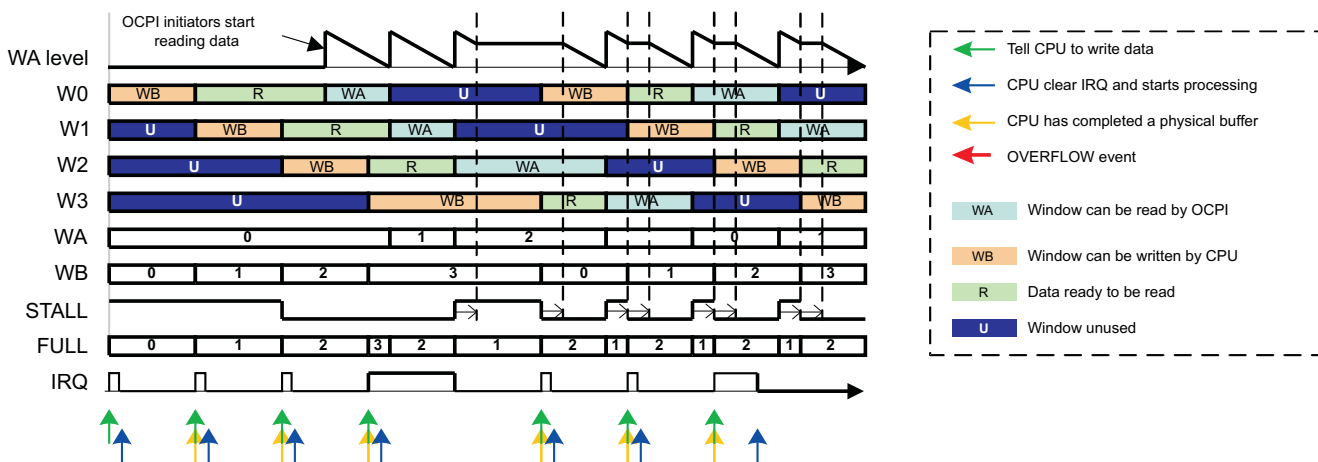 OCPI initiators start
reading data
WA level
W0 WB R WA U WB R WA U
W1 U WB R WA U WB R WA
W2 U WB R WA U WB R
W3 U WB R WA U WB
WA 0 1 2 0 1
WB 0 1 2 3 0 1 2 3
STALL
FULL 0 1 2 3 2 1 2 1 2 1 2 1 2
IRQ
Tell CPU to write data
CPU clear IRQ and starts processing
CPU has completed a physical buffer
OVERFLOW event
WA Window can be read by OCPI
WB Window can be written by CPU
R Data ready to be read
U Window unused